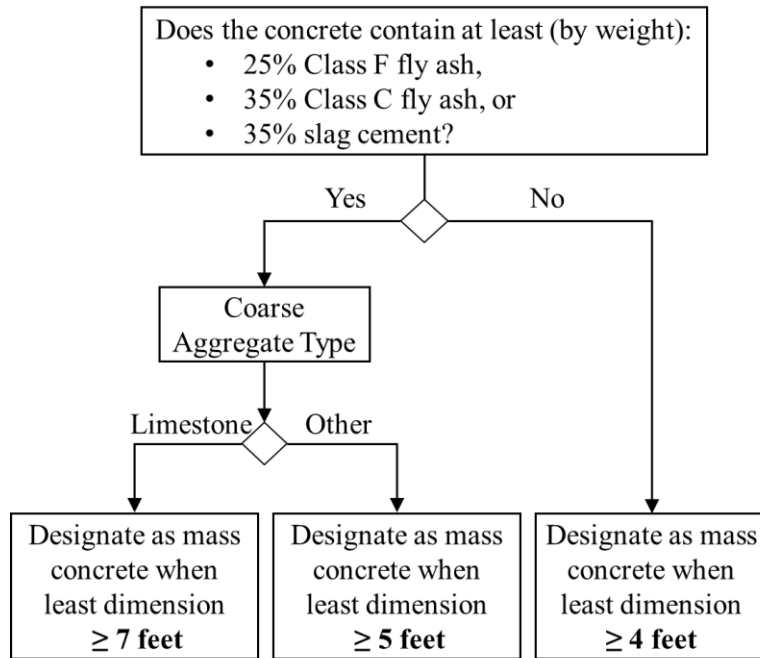 Does the concrete contain at least (by weight):
• 25% Class F fly ash,
• 35% Class C fly ash, or
• 35% slag cement?
Yes
No
Coarse
Aggregate Type
Limestone
Other
Designate as mass
concrete when
least dimension
≥ 7 feet
Designate as mass
concrete when
least dimension
≥ 5 feet
Designate as mass
concrete when
least dimension
≥ 4 feet